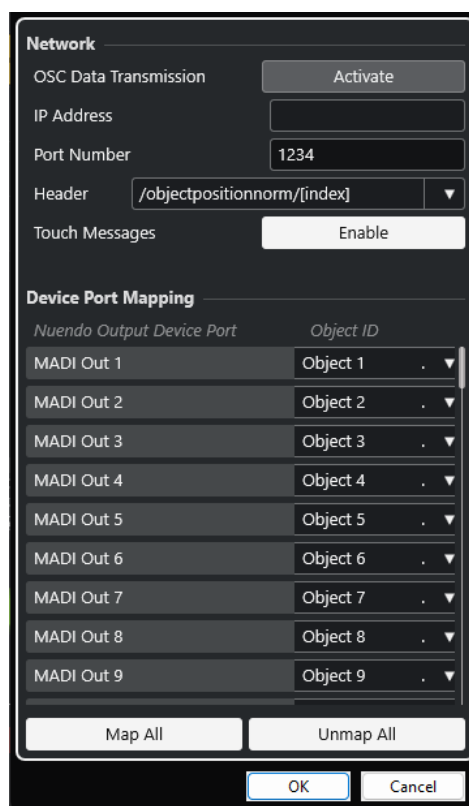 Network
OSC Data Transmission Activate
IP Address
Port Number 1234
Header /objectpositionnorm/[index]
Touch Messages Enable
Device Port Mapping
Nuendo Output Device Port Object ID
MADI Out 1 Object 1 .
MADI Out 2 Object 2 .
MADI Out 3 Object 3 .
MADI Out 4 Object 4 .
MADI Out 5 Object 5 .
MADI Out 6 Object 6 .
MADI Out 7 Object 7 .
MADI Out 8 Object 8 .
MADI Out 9 Object 9 .
Map All Unmap All
OK Cancel